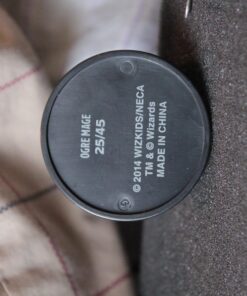 OGRE MAGE
25/45
© 2014 WIZKIDS/NECA
TM & © Wizards
MADE IN CHINA